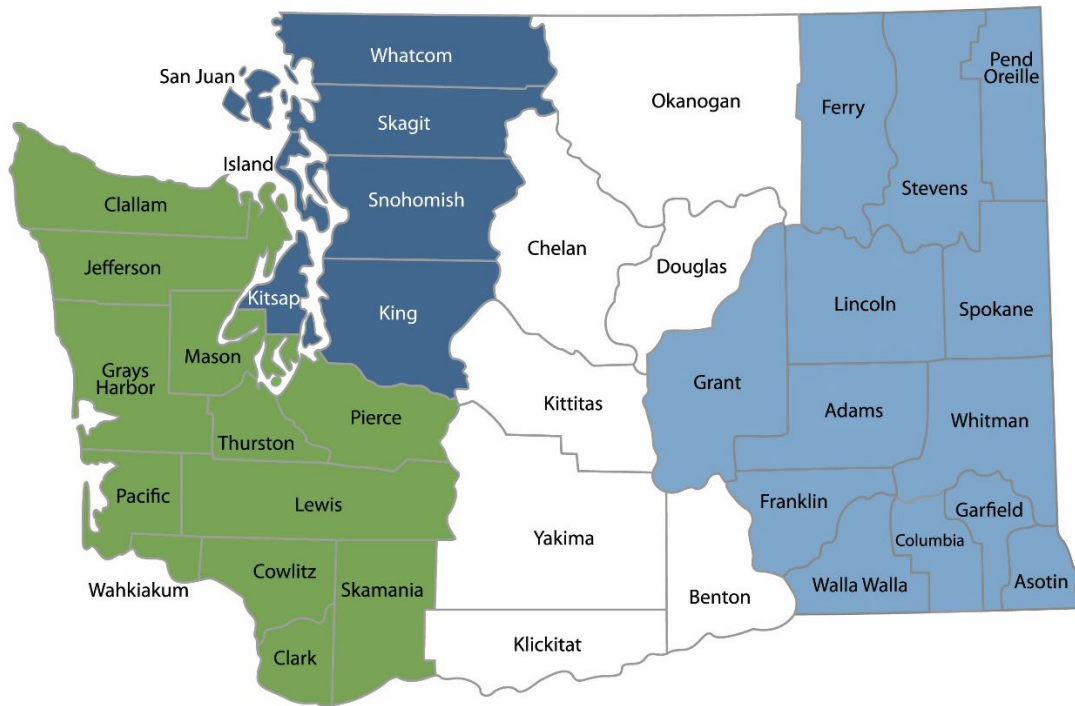 Whatcom
San Juan
Skagit
Island
Snohomish
King
Kitsap
Clallam
Jefferson
Grays
Harbor
Mason
Thurston
Pierce
Pacific
Lewis
Wahkiakum
Cowlitz
Skamania
Clark
Okanogan
Chelan
Douglas
Kittitas
Yakima
Klickitat
Benton
Ferry
Stevens
Pend
Oreille
Lincoln
Spokane
Grant
Adams
Whitman
Franklin
Walla Walla
Columbia
Garfield
Asotin